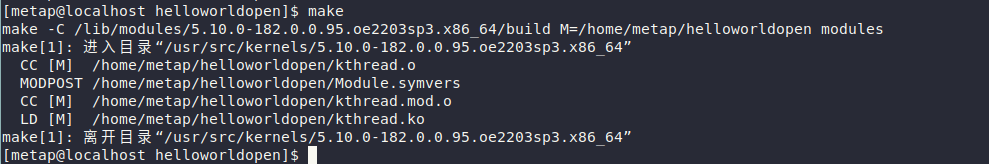 [metap@localhost helloworldopen]$ make
make -C /lib/modules/5.10.0-182.0.0.95.oe2203sp3.x86_64/build M=/home/metap/helloworldopen modules
make[1]: 进入目录“/usr/src/kernels/5.10.0-182.0.0.95.oe2203sp3.x86_64”
  CC [M]  /home/metap/helloworldopen/kthread.o
  MODPOST /home/metap/helloworldopen/Module.symvers
  CC [M]  /home/metap/helloworldopen/kthread.mod.o
  LD [M]  /home/metap/helloworldopen/kthread.ko
make[1]: 离开目录“/usr/src/kernels/5.10.0-182.0.0.95.oe2203sp3.x86_64”
[metap@localhost helloworldopen]$